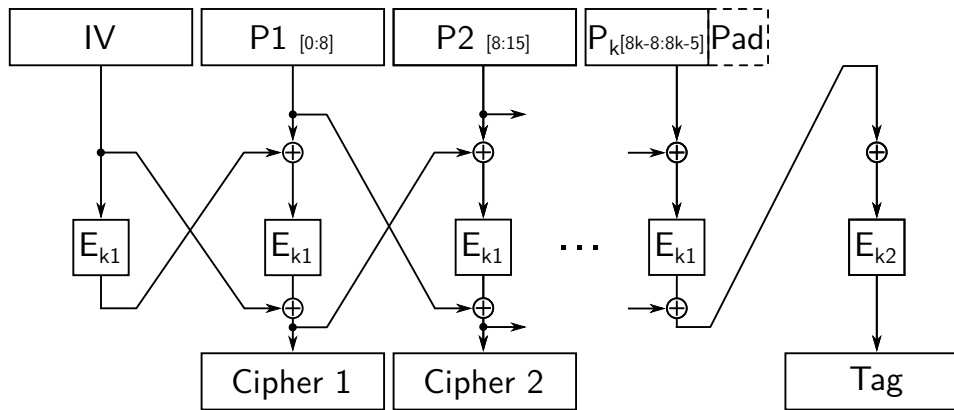 IV P1 [0:8] P2 [8:15] Pk[8k-8:8k-5] Pad
Ek1 Ek1 Ek1 ... Ek1 Ek2
Cipher 1 Cipher 2 Tag